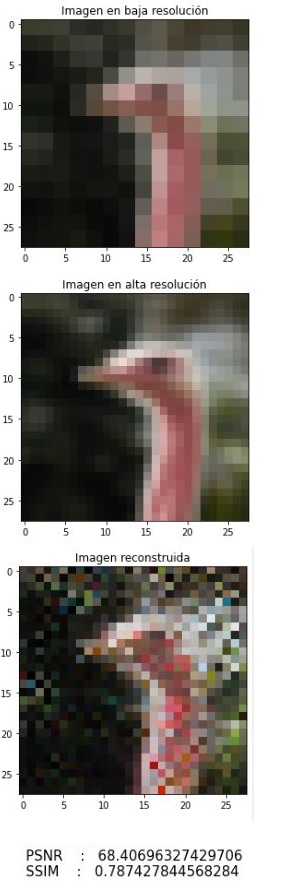 Imagen en baja resolución
0
5
10
15
20
25
0 5 10 15 20 25
Imagen en alta resolución
0
5
10
15
20
25
0 5 10 15 20 25
Imagen reconstruida
0
5
10
15
20
25
0 5 10 15 20 25
PSNR : 68.40696327429706
SSIM : 0.787427844568284